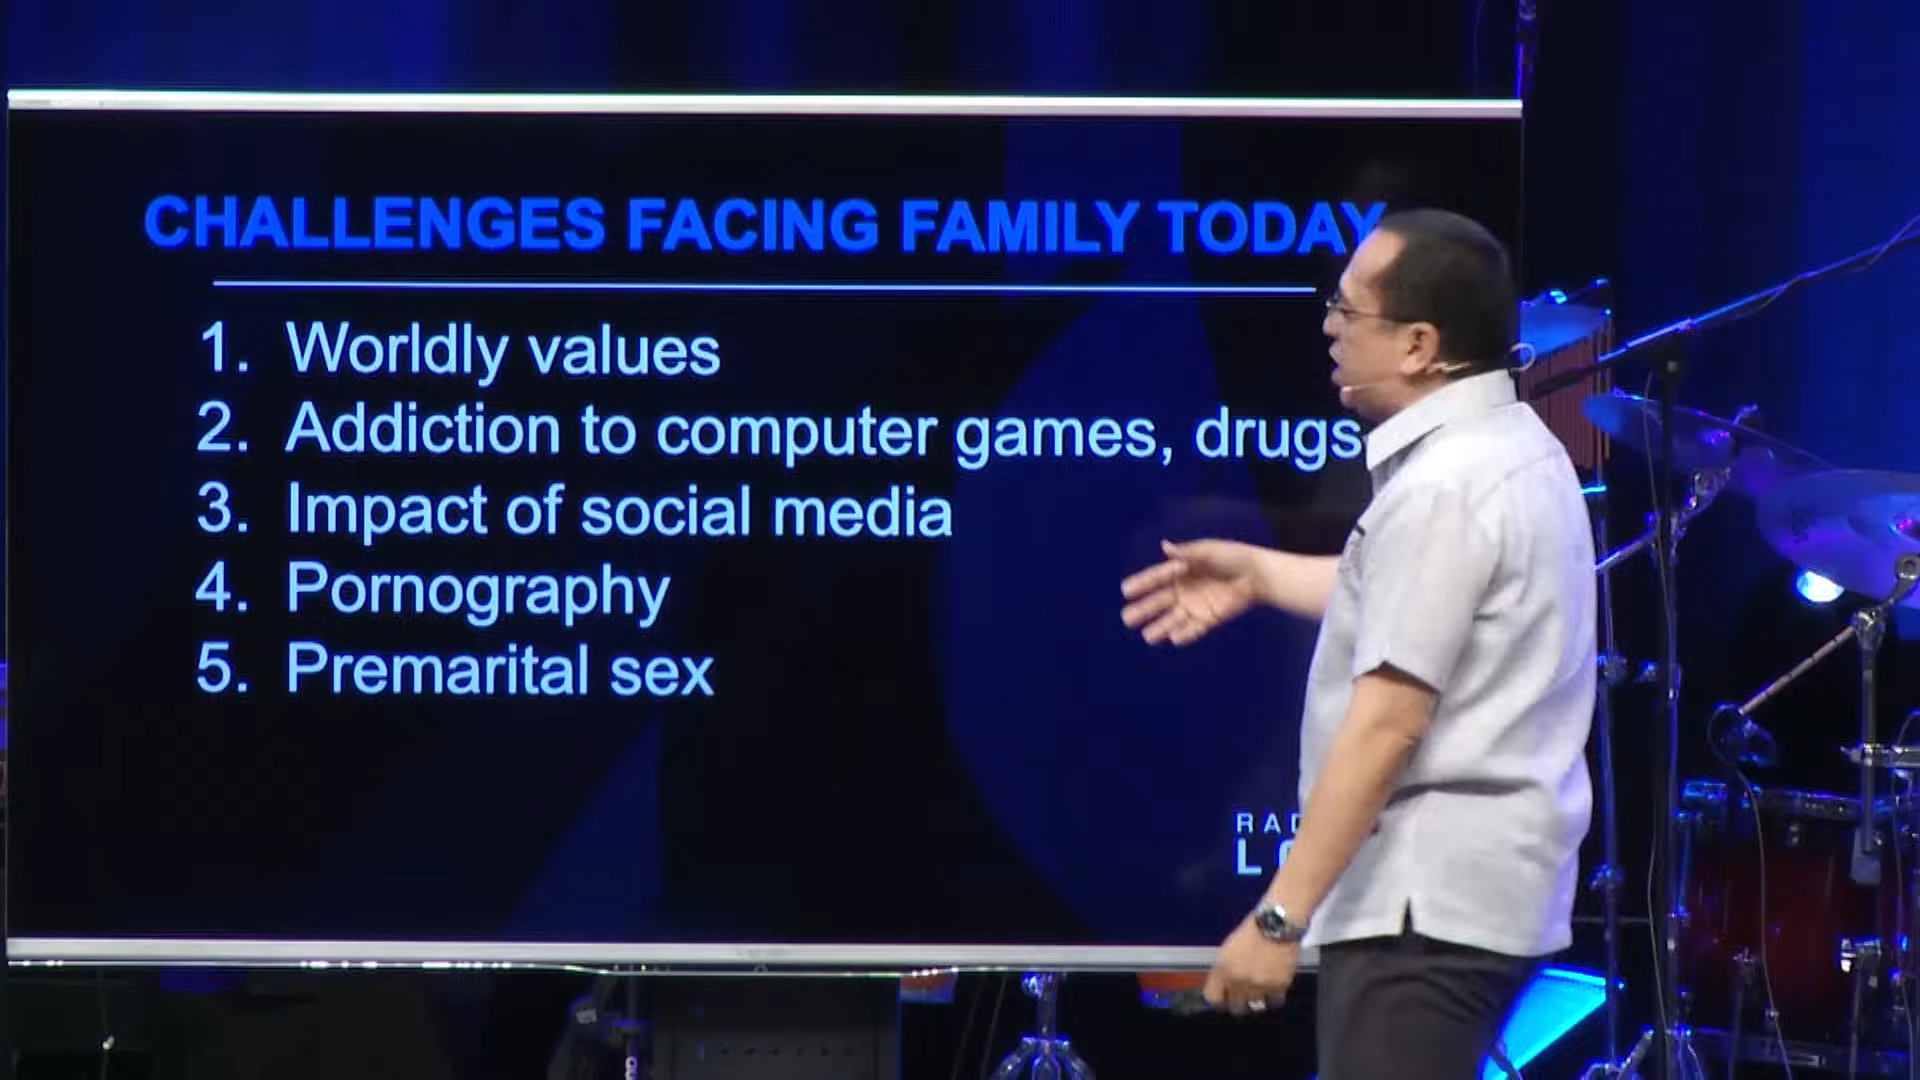 CHALLENGES FACING FAMILY TODAY
1. Worldly values
2. Addiction to computer games, drugs
3. Impact of social media
4. Pornography
5. Premarital sex